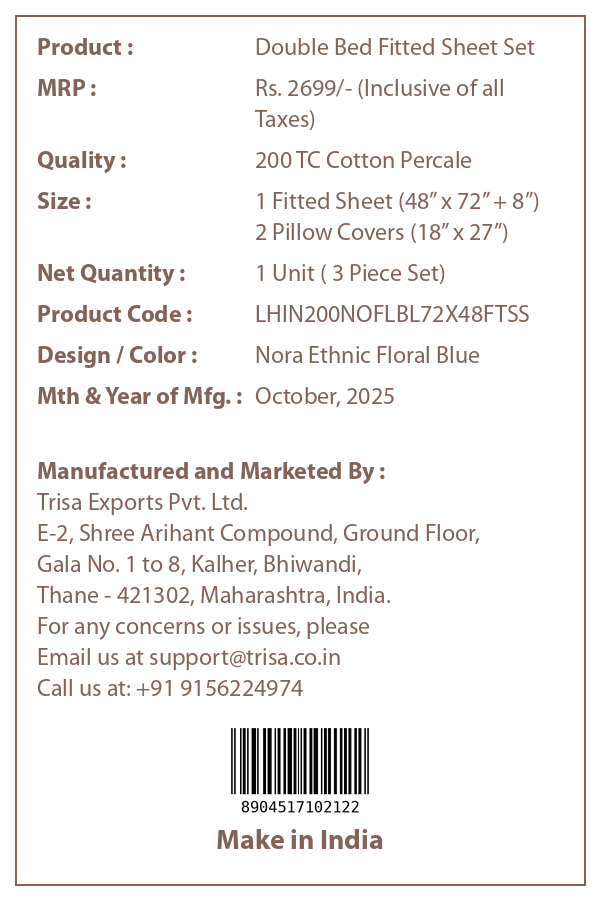 Product : Double Bed Fitted Sheet Set
MRP : Rs. 2699/- (Inclusive of all
Taxes)
Quality : 200 TC Cotton Percale
Size : 1 Fitted Sheet (48” x 72” + 8”)
2 Pillow Covers (18” x 27”)
Net Quantity : 1 Unit ( 3 Piece Set)
Product Code : LHIN200NOFLBL72X48FTSS
Design / Color : Nora Ethnic Floral Blue
Mth & Year of Mfg. : October, 2025
Manufactured and Marketed By :
Trisa Exports Pvt. Ltd.
E-2, Shree Arihant Compound, Ground Floor,
Gala No. 1 to 8, Kalher, Bhiwandi,
Thane - 421302, Maharashtra, India.
For any concerns or issues, please
Email us at support@trisa.co.in
Call us at: +91 9156224974
8904517102122
Make in India